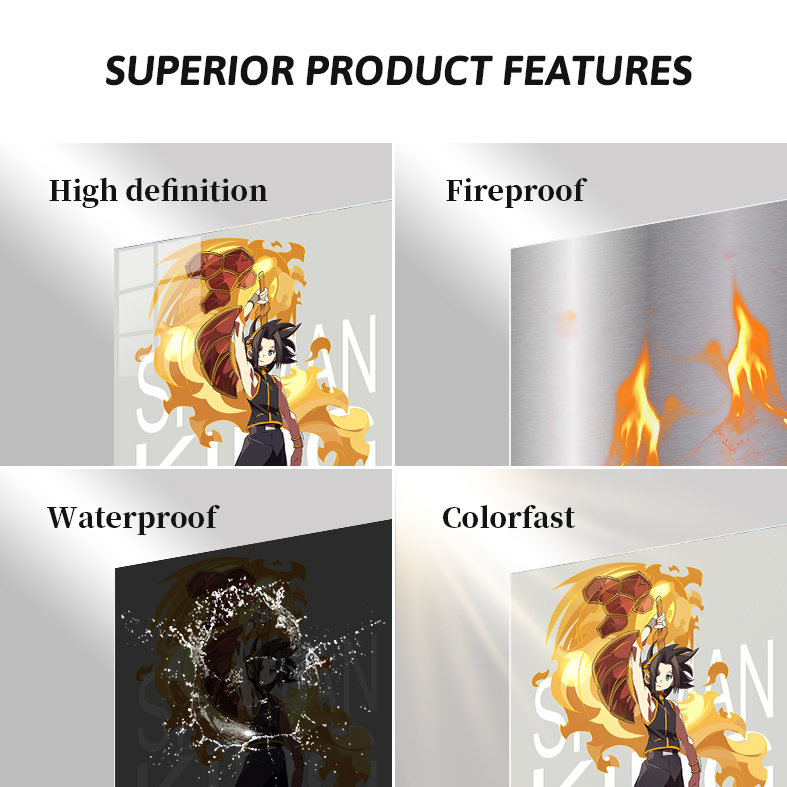 SUPERIOR PRODUCT FEATURES
High definition
Fireproof
Waterproof
Colorfast